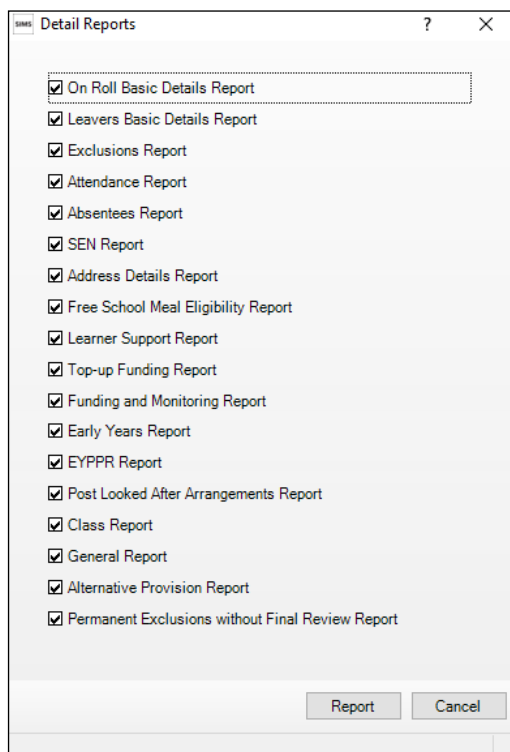 SIMS Detail Reports ? X
On Roll Basic Details Report
Leavers Basic Details Report
Exclusions Report
Attendance Report
Absentees Report
SEN Report
Address Details Report
Free School Meal Eligibility Report
Learner Support Report
Top-up Funding Report
Funding and Monitoring Report
Early Years Report
EYPPR Report
Post Looked After Arrangements Report
Class Report
General Report
Alternative Provision Report
Permanent Exclusions without Final Review Report
Report Cancel